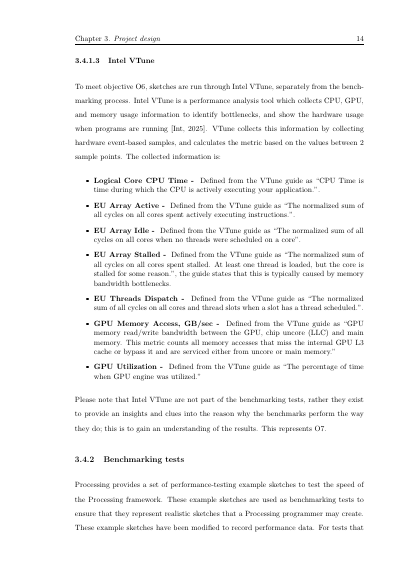 Chapter 3. Project design 14
3.4.1.3 Intel VTune
To meet objective O6, sketches are run through Intel VTune, separately from the bench-
marking process. Intel VTune is a performance analysis tool which collects CPU, GPU,
and memory usage information to identify bottlenecks, and show the hardware usage
when programs are running [Int, 2025]. VTune collects this information by collecting
hardware event-based samples, and calculates the metric based on the values between 2
sample points. The collected information is:
▪ Logical Core CPU Time - Defined from the VTune guide as “CPU Time is
time during which the CPU is actively executing your application.”.
▪ EU Array Active - Defined from the VTune guide as “The normalized sum of
all cycles on all cores spent actively executing instructions.”.
▪ EU Array Idle - Defined from the VTune guide as “The normalized sum of all
cycles on all cores when no threads were scheduled on a core”.
▪ EU Array Stalled - Defined from the VTune guide as “The normalized sum
of all cycles on all cores spent stalled. At least one thread is loaded, but the core is
stalled for some reason.”, the guide states that this is typically caused by memory
bandwidth bottlenecks.
▪ EU Threads Dispatch - Defined from the VTune guide as “The normalized
sum of all cycles on all cores and thread slots when a slot has a thread scheduled.”.
▪ GPU Memory Access, GB/sec - Defined from the VTune guide as “GPU
memory read/write bandwidth between the GPU, chip uncore (LLC) and main
memory. This metric counts all memory accesses that miss the internal GPU L3
cache or bypass it and are serviced either from uncore or main memory.”
▪ GPU Utilization - Defined from the VTune guide as “The percentage of time
when GPU engine was utilized.”
Please note that Intel VTune are not part of the benchmarking tests, rather they exist
to provide an insights and clues into the reason why the benchmarks perform the way
they do; this is to gain an understanding of the results. This represents O7.
3.4.2 Benchmarking tests
Processing provides a set of performance-testing example sketches to test the speed of
the Processing framework. These example sketches are used as benchmarking tests to
ensure that they represent realistic sketches that a Processing programmer may create.
These example sketches have been modified to record performance data. For tests that